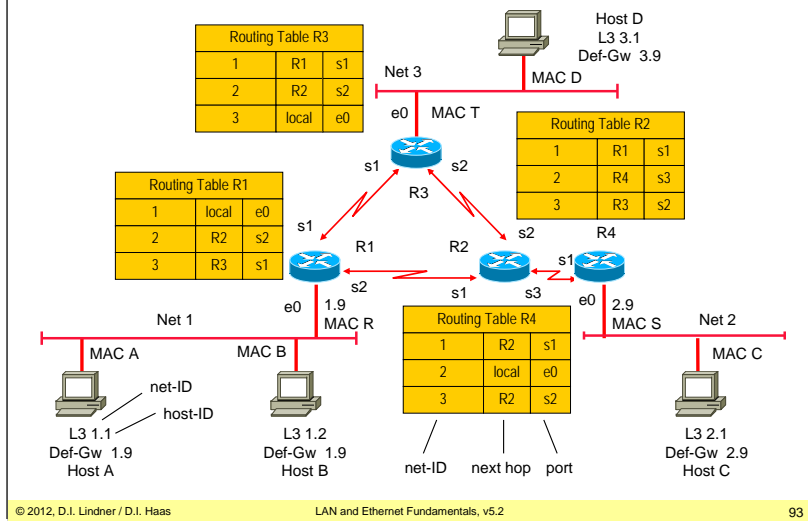 Host D
L3 3.1
Def-Gw 3.9
Routing Table R3
1 R1 s1
2 R2 s2
3 local e0
Net 3
MAC D
e0 MAC T
Routing Table R2
1 R1 s1
2 R4 s3
3 R3 s2
s1 s2
R3
Routing Table R1
1 local e0
2 R2 s2
3 R3 s1
s1
s2
R1
R2
R4
s2
s1
s3
s1
e0
1.9
MAC R
e0
2.9
MAC S
Net 1
Net 2
MAC A
MAC B
MAC C
Routing Table R4
1 R2 s1
2 local e0
3 R2 s2
net-ID
host-ID
L3 1.1
Def-Gw 1.9
Host A
L3 1.2
Def-Gw 1.9
Host B
net-ID next hop port
L3 2.1
Def-Gw 2.9
Host C
© 2012, D.I. Lindner / D.I. Haas LAN and Ethernet Fundamentals, v5.2 93